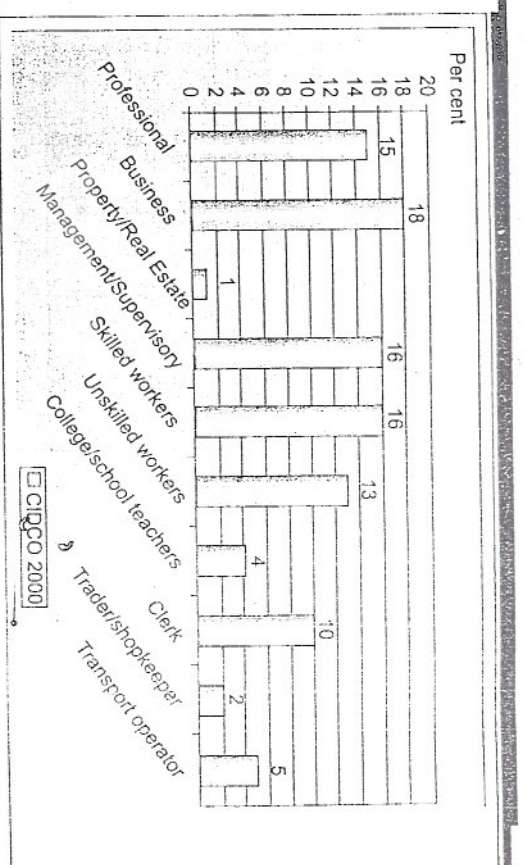 Per cent
20
18
16
14
12
10
8
6
4
2
0
15
18
1
16
16
13
4
10
2
5
Professional
Business
Property/Real Estate
Management/Supervisory
Skilled workers
Unskilled workers
College/school teachers
Clerk
Trader/shopkeepar
Transport operator
CIDCO 2000